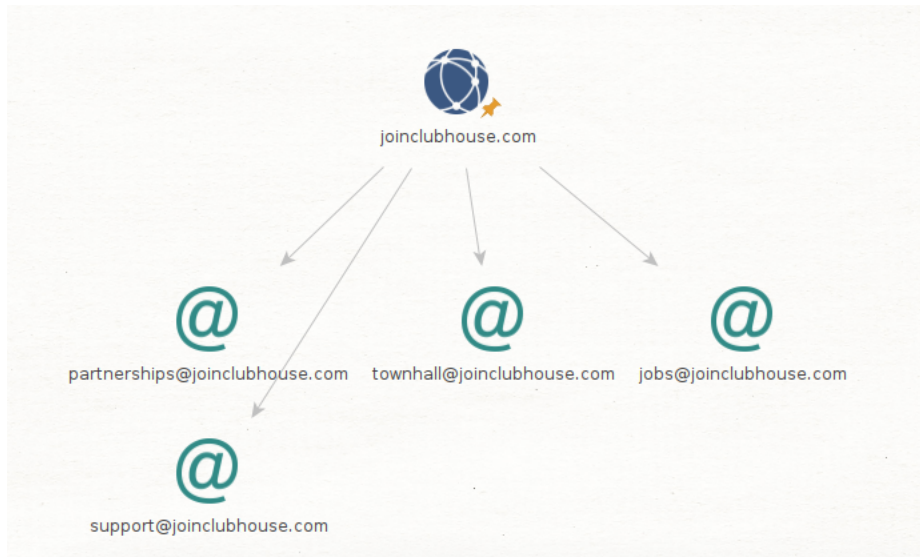 joinclubhouse.com
partnerships@joinclubhouse.com
townhall@joinclubhouse.com
jobs@joinclubhouse.com
support@joinclubhouse.com